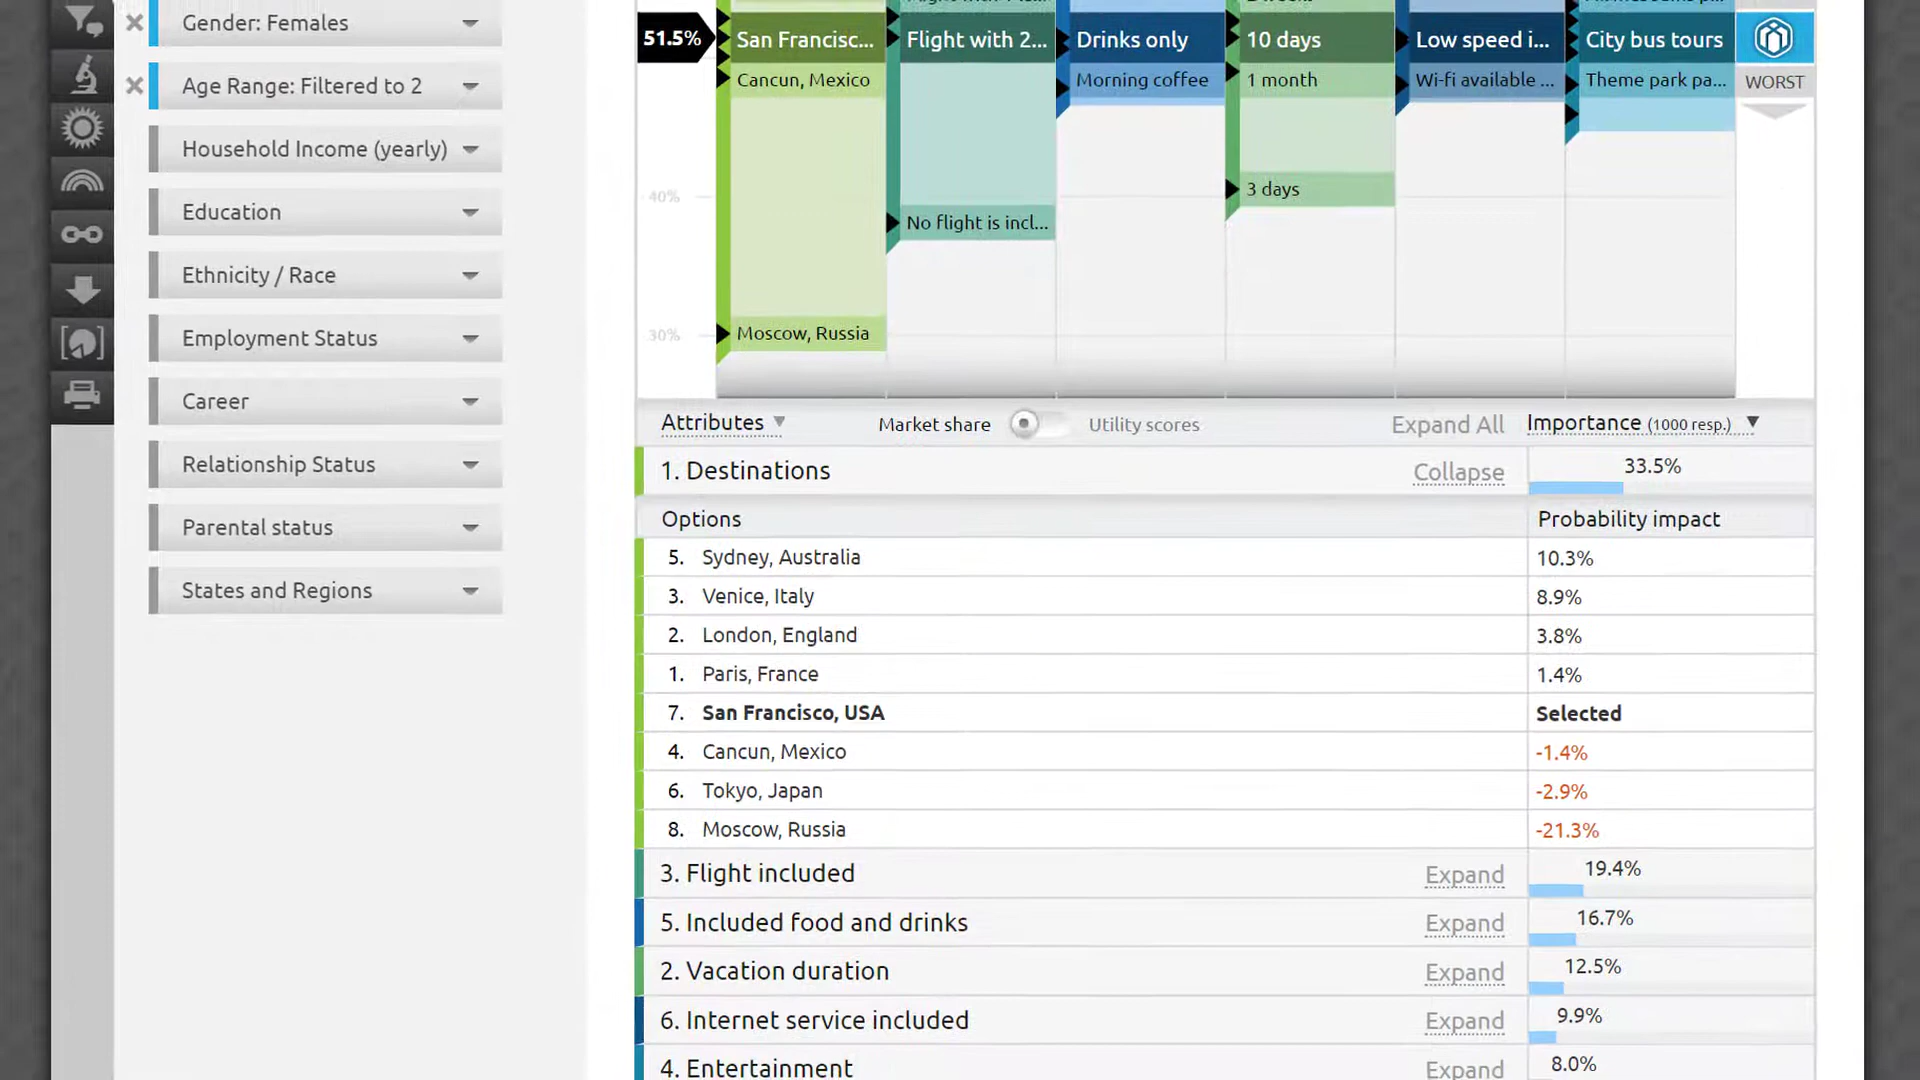 Gender: Females
Age Range: Filtered to 2
Household Income (yearly)
Education
Ethnicity / Race
Employment Status
Career
Relationship Status
Parental status
States and Regions
51.5%
San Francisc...
Flight with 2...
Drinks only
10 days
Low speed i...
City bus tours
Cancun, Mexico
Morning coffee
1 month
Wi-fi available ...
Theme park pa...
WORST
40%
3 days
No flight is incl...
30%
Moscow, Russia
Attributes
Market share
Utility scores
Expand All
Importance (1000 resp.)
1. Destinations
Collapse
33.5%
Options
Probability impact
5. Sydney, Australia
10.3%
3. Venice, Italy
8.9%
2. London, England
3.8%
1. Paris, France
1.4%
7. San Francisco, USA
Selected
4. Cancun, Mexico
-1.4%
6. Tokyo, Japan
-2.9%
8. Moscow, Russia
-21.3%
3. Flight included
Expand
19.4%
5. Included food and drinks
Expand
16.7%
2. Vacation duration
Expand
12.5%
6. Internet service included
Expand
9.9%
4. Entertainment
Expand
8.0%